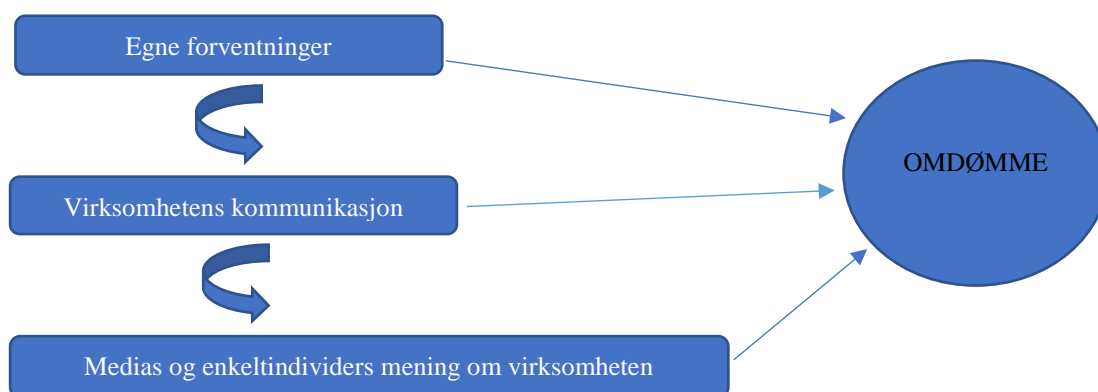 Egne forventninger
OMDØMME
Virksomhetens kommunikasjon
Medias og enkeltindividers mening om virksomheten